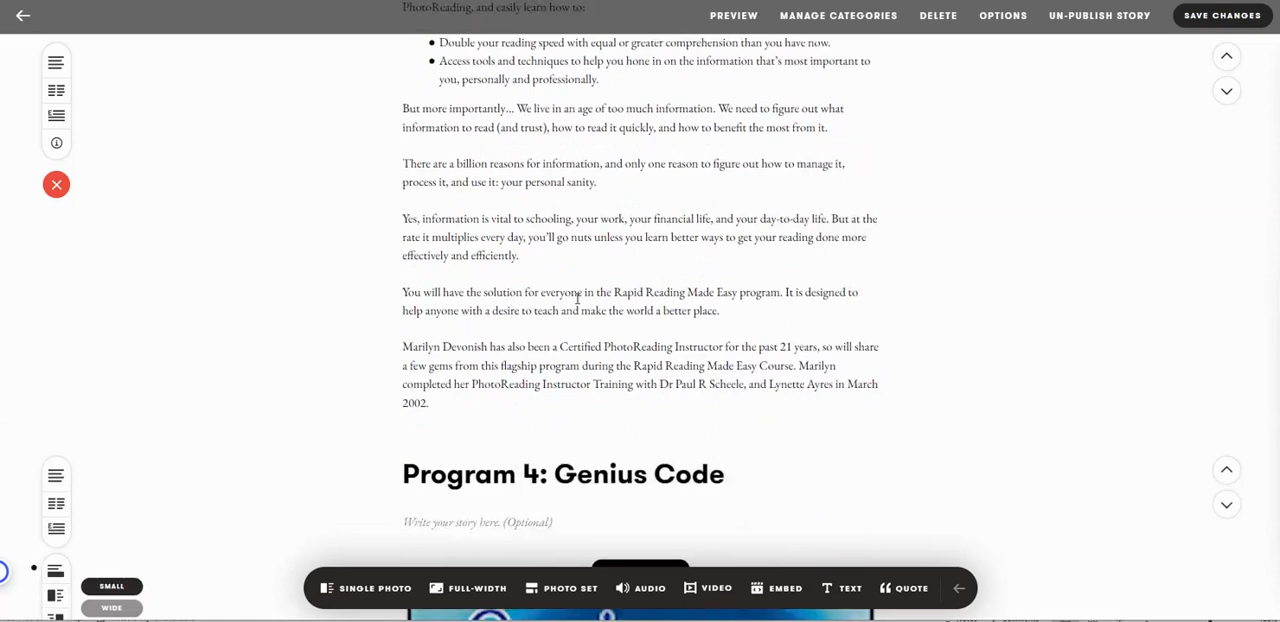 PhotoReading, and easily learn how to:
PREVIEW MANAGE CATEGORIES DELETE OPTIONS UN-PUBLISH STORY SAVE CHANGES
● Double your reading speed with equal or greater comprehension than you have now.
● Access tools and techniques to help you hone in on the information that's most important to
you, personally and professionally.
But more importantly... We live in an age of too much information. We need to figure out what
information to read (and trust), how to read it quickly, and how to benefit the most from it.
There are a billion reasons for information, and only one reason to figure out how to manage it,
process it, and use it: your personal sanity.
Yes, information is vital to schooling, your work, your financial life, and your day-to-day life. But at the
rate it multiplies every day, you'll go nuts unless you learn better ways to get your reading done more
effectively and efficiently.
You will have the solution for everyone in the Rapid Reading Made Easy program. It is designed to
help anyone with a desire to teach and make the world a better place.
Marilyn Devonish has also been a Certified PhotoReading Instructor for the past 21 years, so will share
a few gems from this flagship program during the Rapid Reading Made Easy Course. Marilyn
completed her PhotoReading Instructor Training with Dr Paul R Scheele, and Lynette Ayres in March
2002.
Program 4: Genius Code
Write your story here. (Optional)
SMALL
WIDE
SINGLE PHOTO FULL-WIDTH PHOTO SET AUDIO VIDEO EMBED TEXT QUOTE